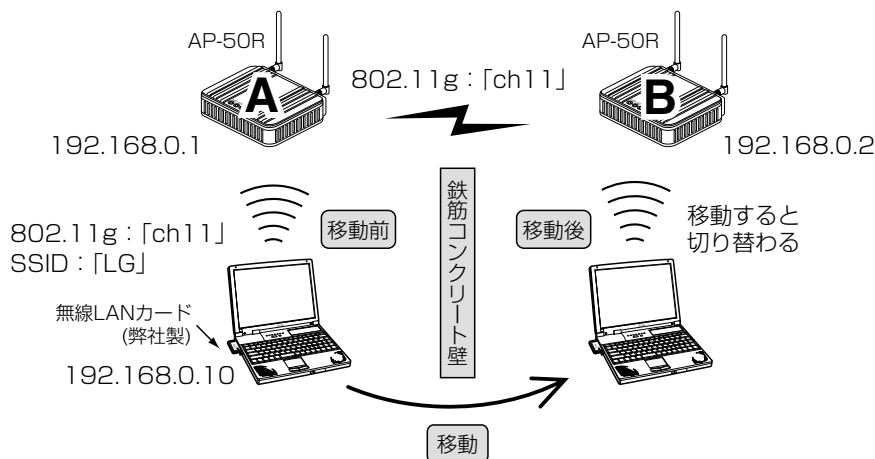 AP-50R
AP-50R
A
B
802.11g：「ch11」
192.168.0.1
192.168.0.2
鉄筋コンクリート壁
移動前
移動後
移動すると
切り替わる
802.11g：「ch11」
SSID：「LG」
無線LANカード
(弊社製)
192.168.0.10
移動